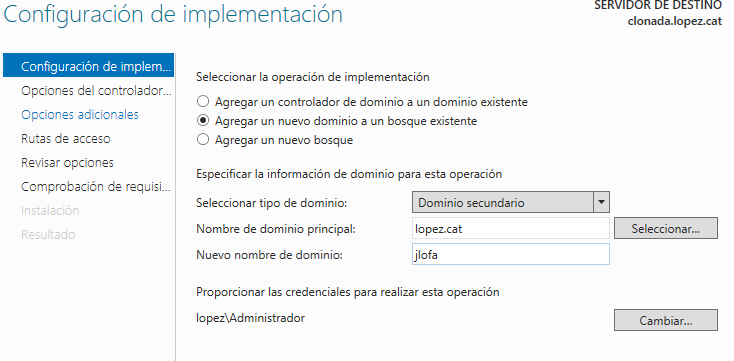 Configuración de implementación
SERVIDOR DE DESTINO
clonada.lopez.cat
Configuración de implem...
Opciones del controlador...
Opciones adicionales
Rutas de acceso
Revisar opciones
Comprobación de requisi...
Instalación
Resultado
Seleccionar la operación de implementación
Agregar un controlador de dominio a un dominio existente
Agregar un nuevo dominio a un bosque existente
Agregar un nuevo bosque
Especificar la información de dominio para esta operación
Seleccionar tipo de dominio: Dominio secundario
Nombre de dominio principal: lopez.cat Seleccionar...
Nuevo nombre de dominio: jlofa
Proporcionar las credenciales para realizar esta operación
lopez\Administrador Cambiar...